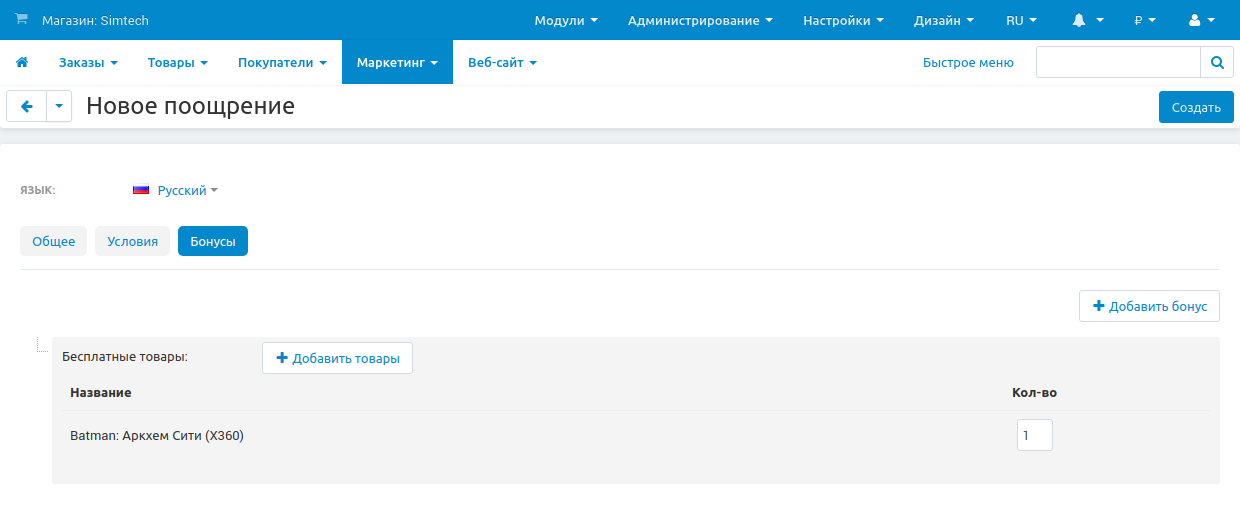 Магазин: Simtech Модули Администрирование Настройки Дизайн RU ₽
Заказы Товары Покупатели Маркетинг Веб-сайт Быстрое меню
Новое поощрение Создать
ЯЗЫК: Русский
Общее Условия Бонусы
Добавить бонус
Бесплатные товары: Добавить товары
Название Кол-во
Batman: Аркхем Сити (X360) 1